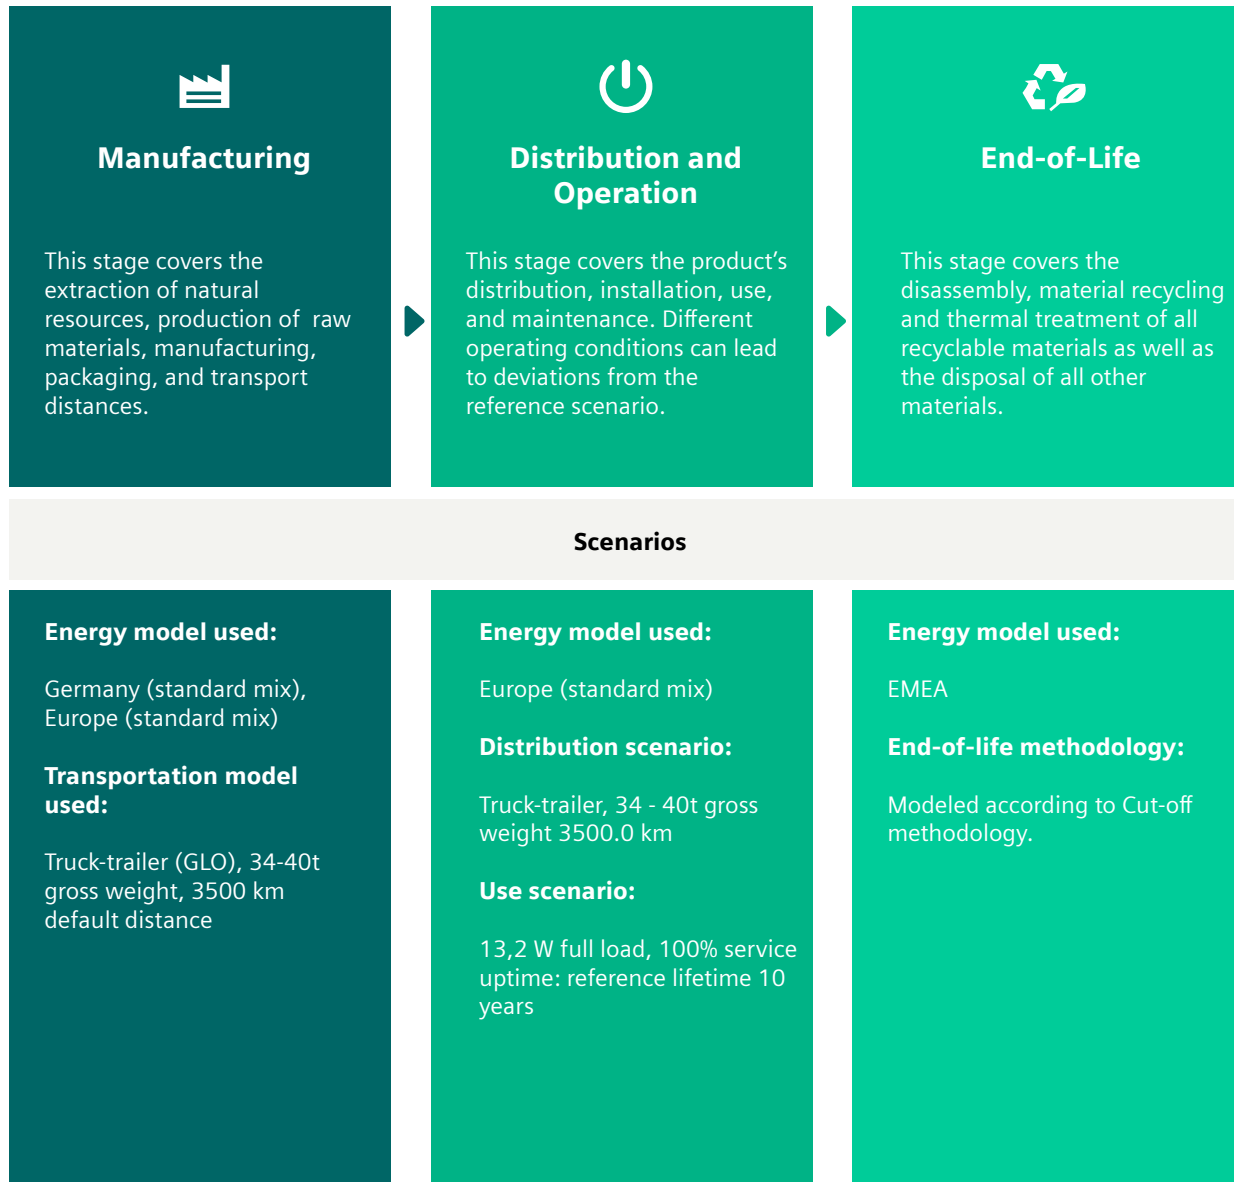 Manufacturing
This stage covers the
extraction of natural
resources, production of  raw
materials, manufacturing,
packaging, and transport
distances.
Distribution and
Operation
This stage covers the product’s
distribution, installation, use,
and maintenance. Different
operating conditions can lead
to deviations from the
reference scenario.
End-of-Life
This stage covers the
disassembly, material recycling
and thermal treatment of all
recyclable materials as well as
the disposal of all other
materials.
Scenarios
Energy model used:
Germany (standard mix),
Europe (standard mix)
Transportation model
used:
Truck-trailer (GLO), 34-40t
gross weight, 3500 km
default distance
Energy model used:
Europe (standard mix)
Distribution scenario:
Truck-trailer, 34 - 40t gross
weight 3500.0 km
Use scenario:
13,2 W full load, 100% service
uptime: reference lifetime 10
years
Energy model used:
EMEA
End-of-life methodology:
Modeled according to Cut-off
methodology.